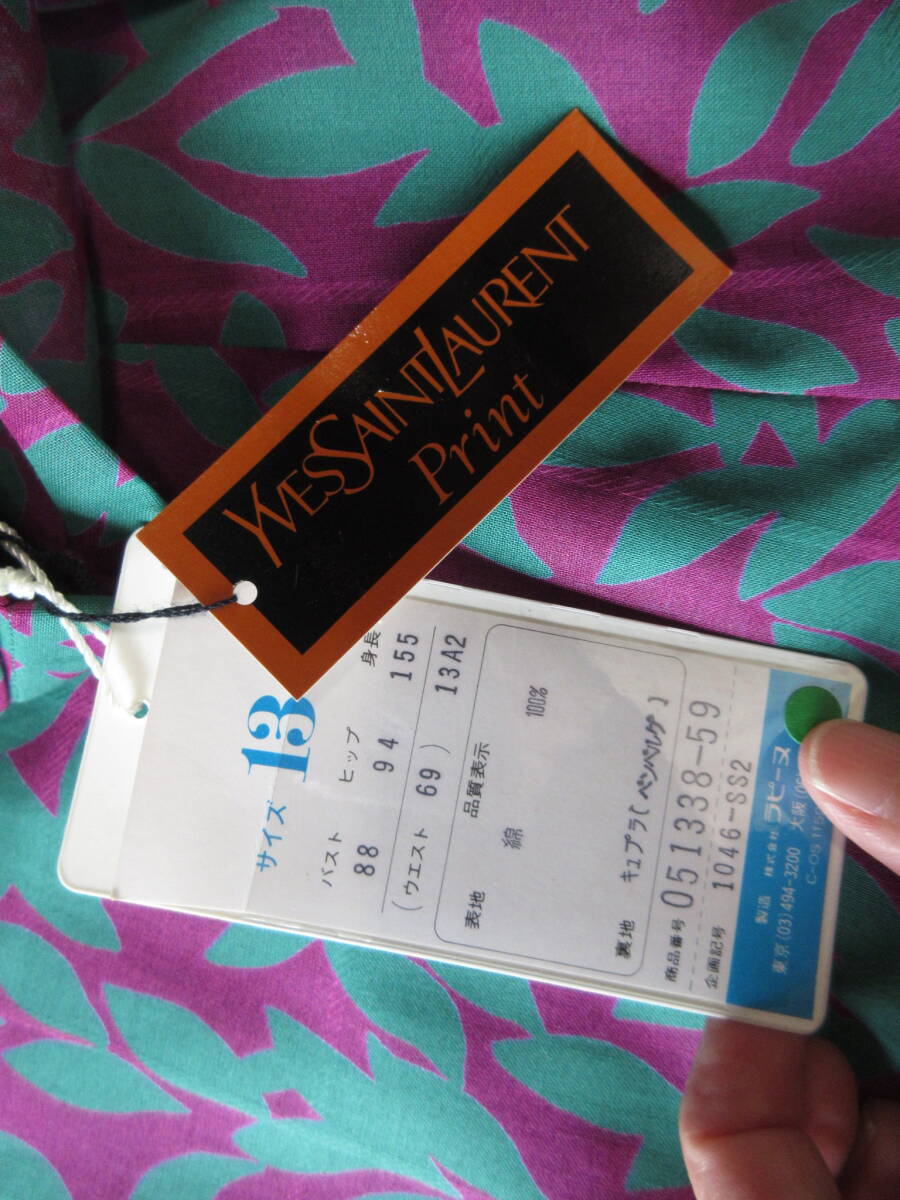 YVESSAINTLAURENT
Print
サイズ 13
バスト ヒップ 身長
88 94 155
(ウエスト 69) 13A2
品質表示
表地 綿 100%
裏地 キュプラ[ベンベルグ]
商品番号 051338-59
企画記号 1046-SS2
製造 株式会社 ラピーヌ
東京(03)494-3200 大阪
C-OS 115